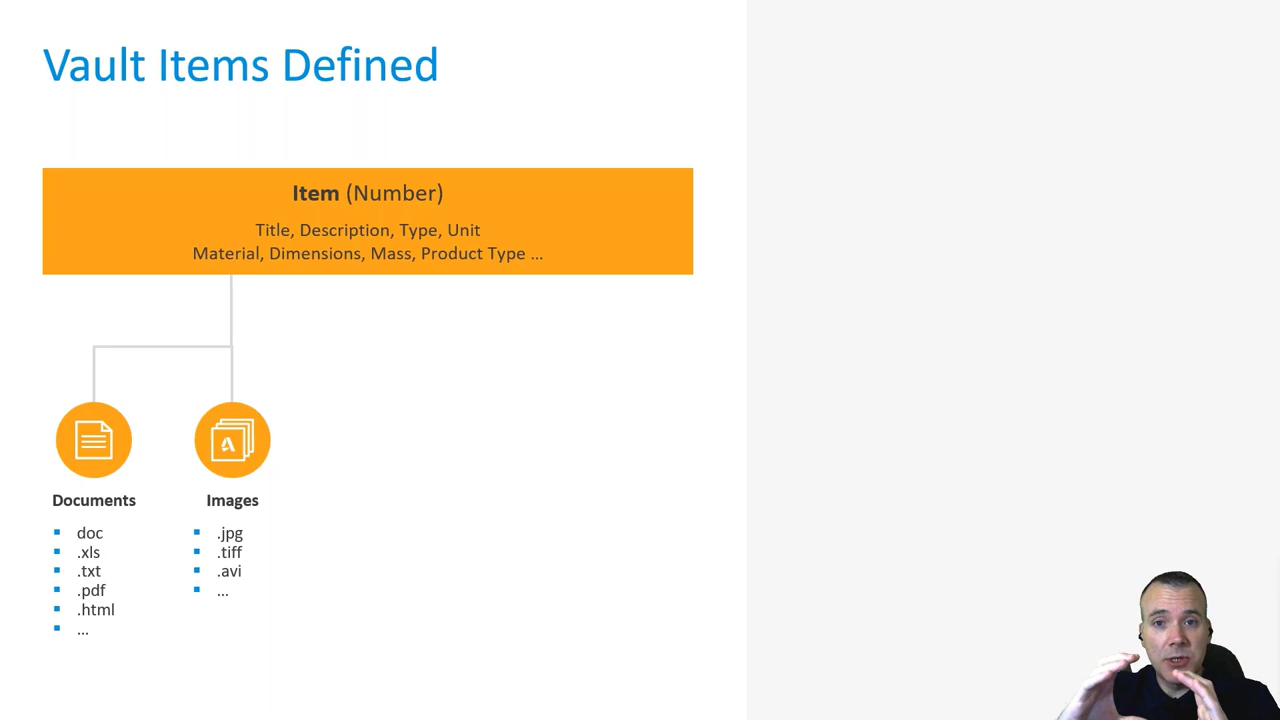 Vault Items Defined
Item (Number)
Title, Description, Type, Unit
Material, Dimensions, Mass, Product Type ...
Documents
doc
.xls
.txt
.pdf
.html
...
Images
.jpg
.tiff
.avi
...